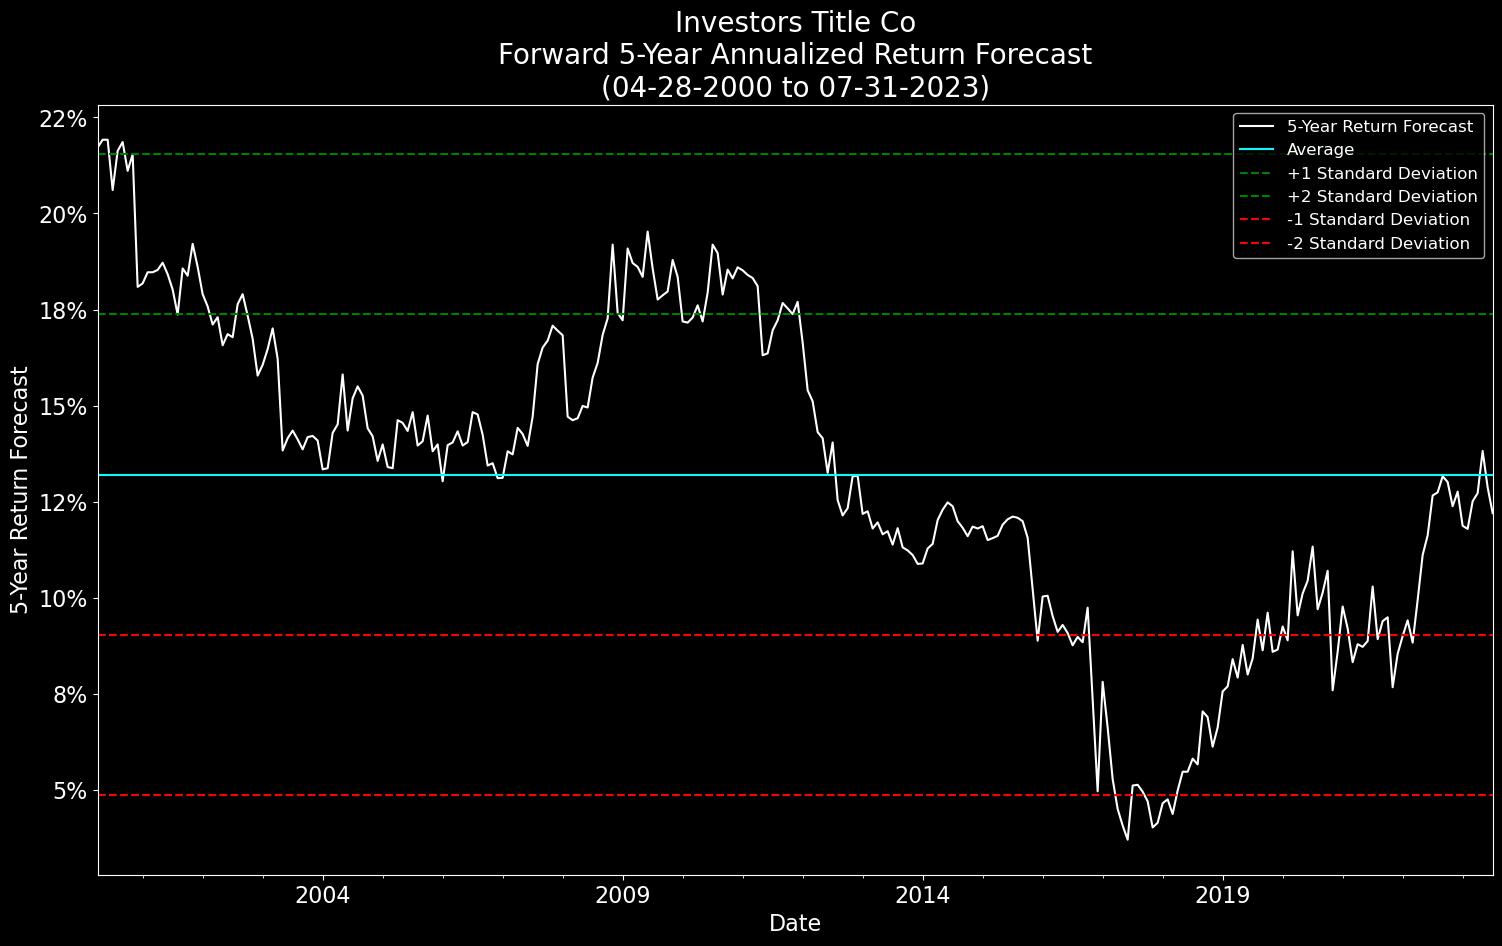 Investors Title Co
Forward 5-Year Annualized Return Forecast
(04-28-2000 to 07-31-2023)
22%
20%
18%
15%
12%
10%
8%
5%
5-Year Return Forecast
5-Year Return Forecast
Average
+1 Standard Deviation
+2 Standard Deviation
-1 Standard Deviation
-2 Standard Deviation
2004
2009
2014
2019
Date